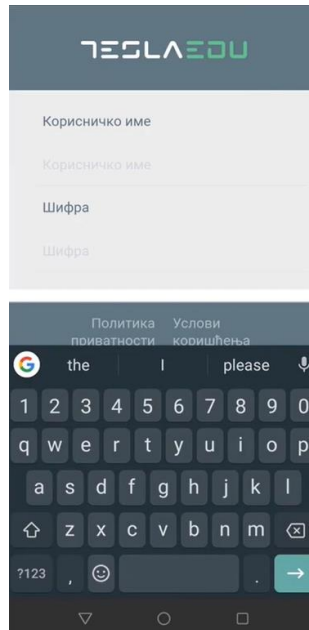 TESLAEDU
Корисничко име
Корисничко име
Шифра
Шифра
Политика приватности
Услови коришћења
the I please
1 2 3 4 5 6 7 8 9 0
q w e r t y u i o p
a s d f g h j k l
z x c v b n m
?123 , .